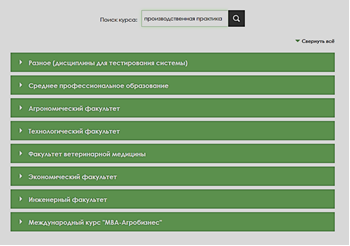 Поиск курса: производственная практика
Свернуть всё
Разное (дисциплины для тестирования системы)
Среднее профессиональное образование
Агрономический факультет
Технологический факультет
Факультет ветеринарной медицины
Экономический факультет
Инженерный факультет
Международный курс "МВА-Агробизнес"